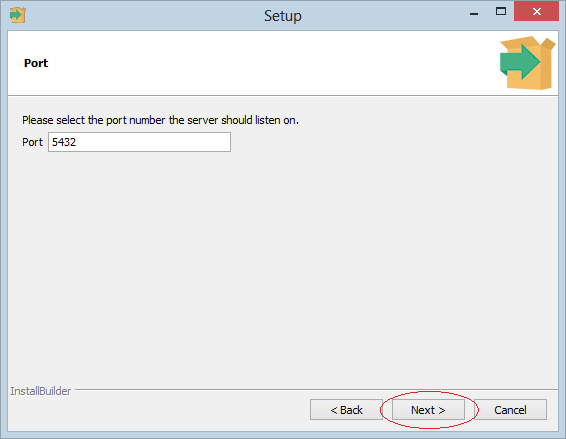 Setup
Port
Please select the port number the server should listen on.
Port 5432
InstallBuilder
< Back Next > Cancel